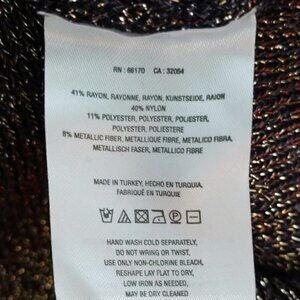 RN : 66170 CA : 32054
41% RAYON, RAYONNE, RAYON, KUNSTSEIDE, RAION
40% NYLON
11% POLYESTER, POLYESTER, POLIESTER,
POLYESTER, POLIESTERE
8% METALLIC FIBER, METALLIQUE FIBRE, METALICO FIBRA,
METALLISCH FASER, METALLICO FIBRE
MADE IN TURKEY, HECHO EN TURQUIA,
FABRIQUÉ EN TURQUIE
HAND WASH COLD SEPARATELY,
DO NOT WRING OR TWIST,
USE ONLY NON-CHLORINE BLEACH,
RESHAPE LAY FLAT TO DRY,
LOW IRON AS NEEDED,
MAY BE DRY CLEANED